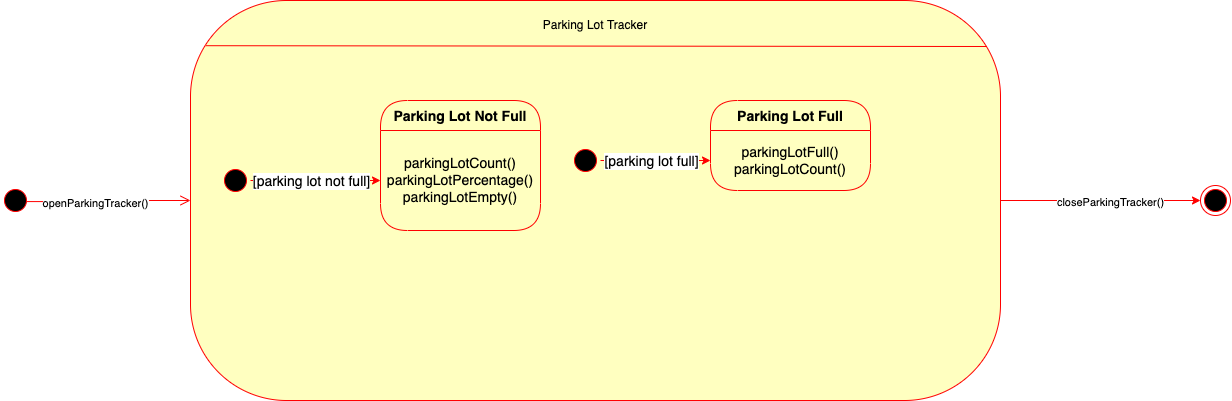 Parking Lot Tracker
Parking Lot Not Full
parkingLotCount()
parkingLotPercentage()
parkingLotEmpty()
Parking Lot Full
parkingLotFull()
parkingLotCount()
[parking lot not full]
[parking lot full]
openParkingTracker()
closeParkingTracker()